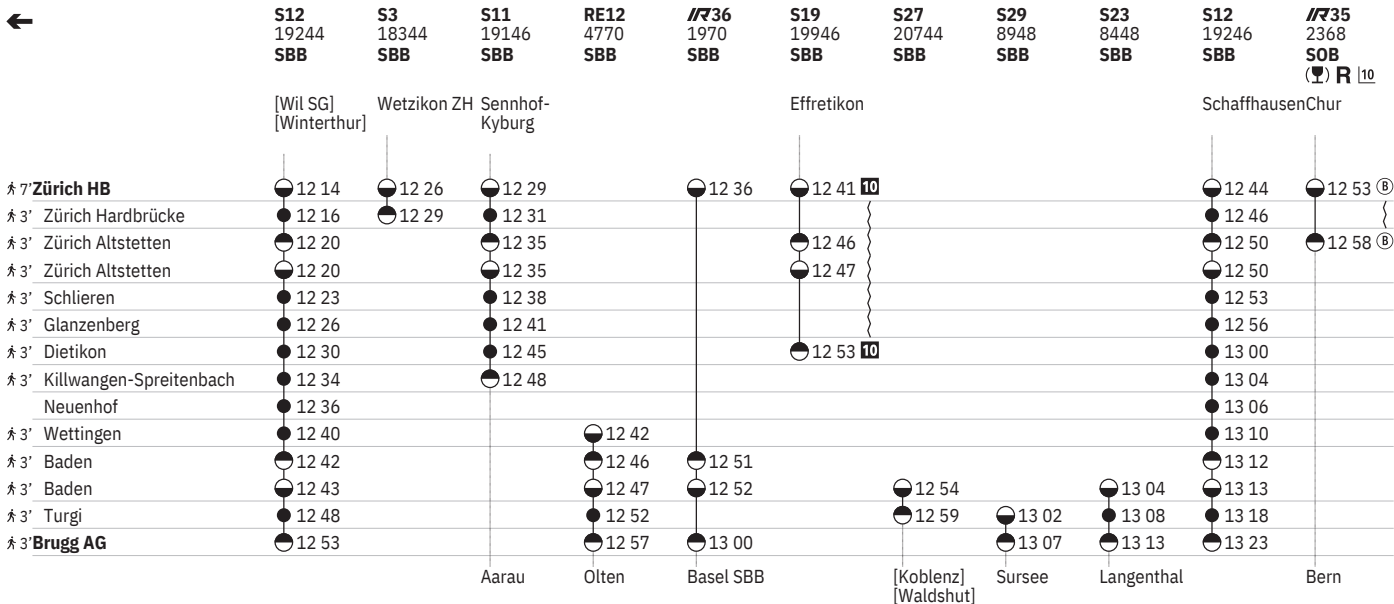 S12 S3 S11 RE12 IR36 S19 S27 S29 S23 S12 IR35
19244 18344 19146 4770 1970 19946 20744 8948 8448 19246 2368
SBB SBB SBB SBB SBB SBB SBB SBB SBB SBB SOB
R 10
[Wil SG] Wetzikon ZH Sennhof- Effretikon Schaffhausen Chur
[Winterthur] Kyburg
7' Zürich HB 12 14 12 26 12 29 12 36 12 41 10 12 44 12 53 B
3' Zürich Hardbrücke 12 16 12 29 12 31 12 46
3' Zürich Altstetten 12 20 12 35 12 46 12 50 12 58 B
3' Zürich Altstetten 12 20 12 35 12 47 12 50
3' Schlieren 12 23 12 38 12 53
3' Glanzenberg 12 26 12 41 12 56
3' Dietikon 12 30 12 45 12 53 10 13 00
3' Killwangen-Spreitenbach 12 34 12 48 13 04
Neuenhof 12 36 13 06
3' Wettingen 12 40 12 42 13 10
3' Baden 12 42 12 46 12 51 13 12
3' Baden 12 43 12 47 12 52 12 54 13 04 13 13
3' Turgi 12 48 12 52 12 59 13 02 13 08 13 18
3' Brugg AG 12 53 12 57 13 00 13 07 13 13 13 23
Aarau Olten Basel SBB [Koblenz] Sursee Langenthal Bern
[Waldshut]